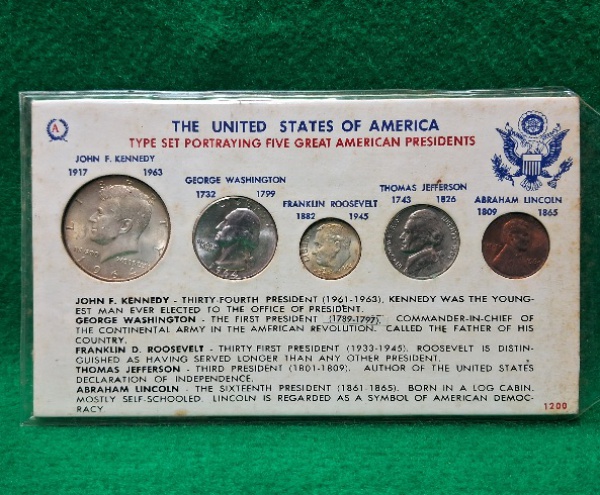 A
THE UNITED STATES OF AMERICA
TYPE SET PORTRAYING FIVE GREAT AMERICAN PRESIDENTS
JOHN F. KENNEDY
1917 1963
GEORGE WASHINGTON
1732 1799
FRANKLIN ROOSEVELT
1882 1945
THOMAS JEFFERSON
1743 1826
ABRAHAM LINCOLN
1809 1865
JOHN F. KENNEDY - THIRTY-FOURTH PRESIDENT (1961-1963). KENNEDY WAS THE YOUNG-
EST MAN EVER ELECTED TO THE OFFICE OF PRESIDENT.
GEORGE WASHINGTON - THE FIRST PRESIDENT (1789-1797). COMMANDER-IN-CHIEF OF
THE CONTINENTAL ARMY IN THE AMERICAN REVOLUTION. CALLED THE FATHER OF HIS
COUNTRY.
FRANKLIN D. ROOSEVELT - THIRTY FIRST PRESIDENT (1933-1945). ROOSEVELT IS DISTIN-
GUISHED AS HAVING SERVED LONGER THAN ANY OTHER PRESIDENT.
THOMAS JEFFERSON - THIRD PRESIDENT (1801-1809). AUTHOR OF THE UNITED STATES
DECLARATION OF INDEPENDENCE.
ABRAHAM LINCOLN - THE SIXTEENTH PRESIDENT (1861-1865). BORN IN A LOG CABIN.
MOSTLY SELF-SCHOOLED. LINCOLN IS REGARDED AS A SYMBOL OF AMERICAN DEMOC-
RACY
1200